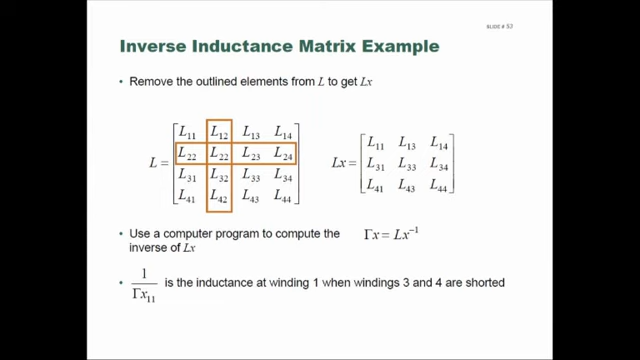 SLIDE # 53
Inverse Inductance Matrix Example
• Remove the outlined elements from L to get Lx
L11 L12 L13 L14
L22 L22 L23 L24
L = L31 L32 L33 L34
L41 L42 L43 L44
L11 L13 L14
Lx = L31 L33 L34
L41 L43 L44
• Use a computer program to compute the inverse of Lx
Γx = Lx⁻¹
• 1/Γx11 is the inductance at winding 1 when windings 3 and 4 are shorted